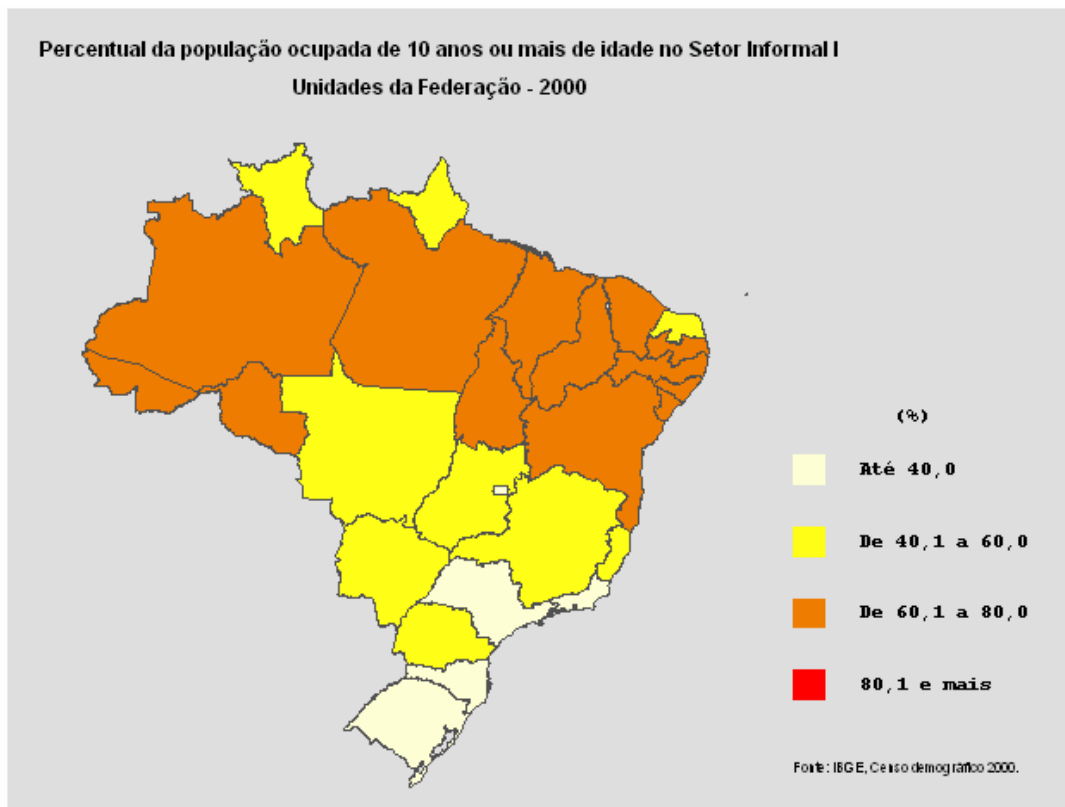 Percentual da população ocupada de 10 anos ou mais de idade no Setor Informal I
Unidades da Federação - 2000
(%)
Até 40,0
De 40,1 a 60,0
De 60,1 a 80,0
80,1 e mais
Fonte: IBGE, Censo demográfico 2000.